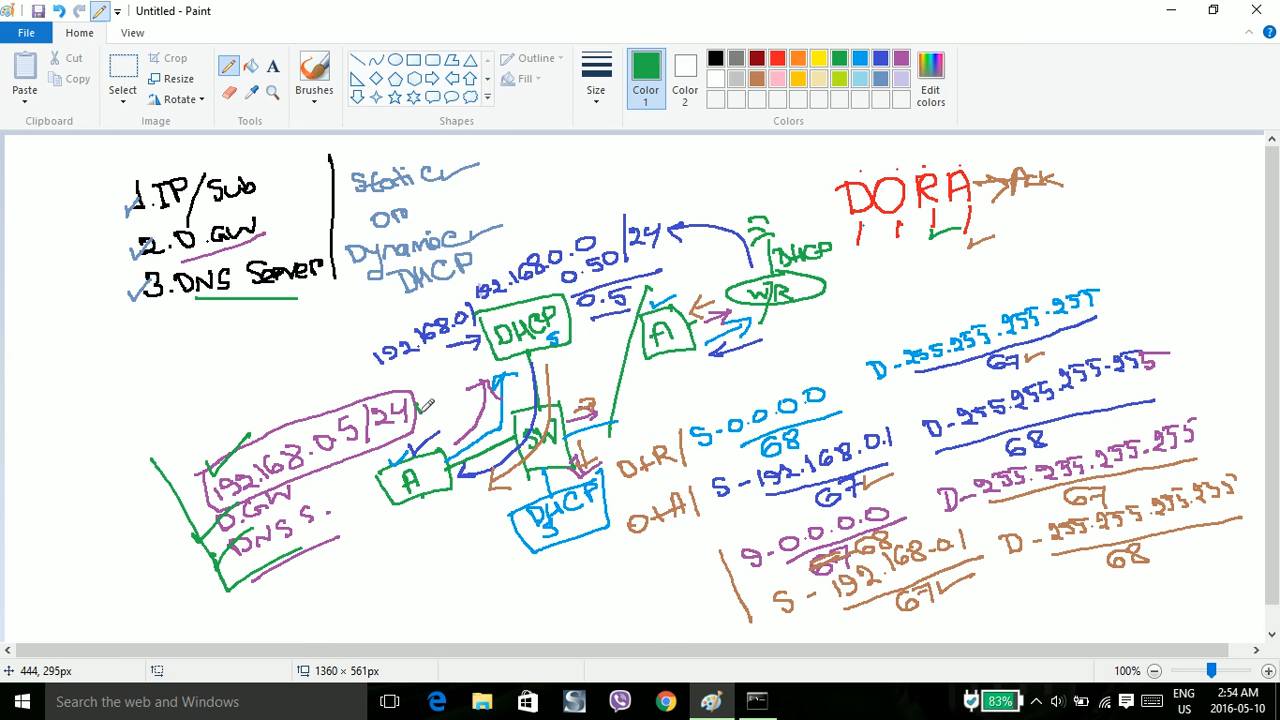 Untitled - Paint
File
Home
View
Paste
Cut
Copy
Clipboard
Select
Crop
Resize
Rotate
Image
A
Tools
Brushes
Shapes
Outline
Fill
Size
Color 1
Color 2
Edit colors
Colors
1.IP/Sub
2.D.GW
3.DNS Server
Static
or
Dynamic
DHCP
DORA
Ack
192.168.0.0/24
0.50
0.5
192.168.0.1
DHCP
S
DHCP
WR
A
192.168.0.5/24
D.GW
DNS S.
A
SW
DHCP
S
D+R/
O+A/
S-0.0.0.0
68
D-255.255.255.255
67
S-192.168.0.1
67
D-255.255.255.255
68
S-0.0.0.0
68
D-255.255.255.255
67
S-192.168.0.1
67
D-255.255.255.255
68
444, 295px
1360 × 561px
100%
Search the web and Windows
83%
ENG
US
2:54 AM
2016-05-10